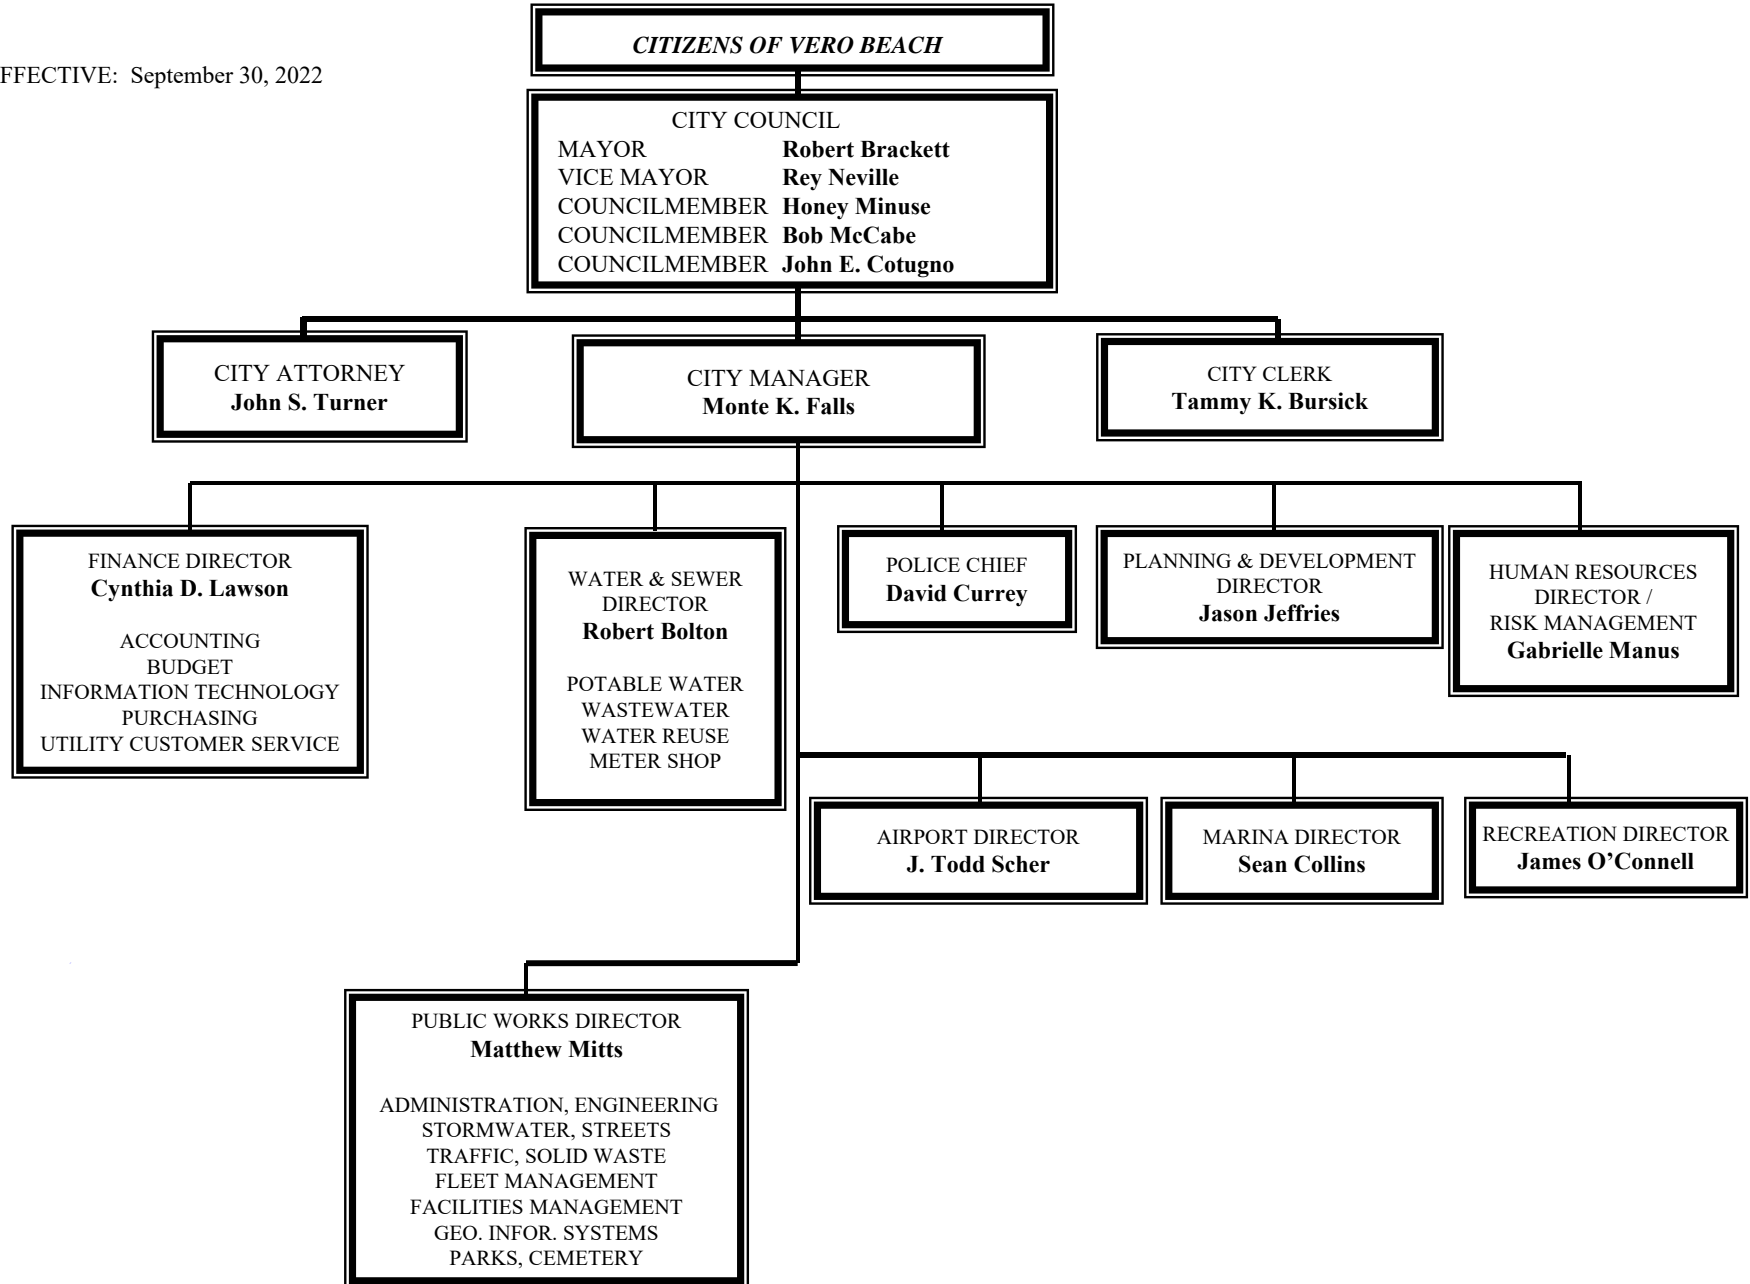 CITIZENS OF VERO BEACH
FFECTIVE: September 30, 2022
CITY COUNCIL
MAYOR Robert Brackett
VICE MAYOR Rey Neville
COUNCILMEMBER Honey Minuse
COUNCILMEMBER Bob McCabe
COUNCILMEMBER John E. Cotugno
CITY ATTORNEY
John S. Turner
CITY MANAGER
Monte K. Falls
CITY CLERK
Tammy K. Bursick
FINANCE DIRECTOR
Cynthia D. Lawson
ACCOUNTING
BUDGET
INFORMATION TECHNOLOGY
PURCHASING
UTILITY CUSTOMER SERVICE
WATER & SEWER
DIRECTOR
Robert Bolton
POTABLE WATER
WASTEWATER
WATER REUSE
METER SHOP
POLICE CHIEF
David Currey
PLANNING & DEVELOPMENT
DIRECTOR
Jason Jeffries
HUMAN RESOURCES
DIRECTOR /
RISK MANAGEMENT
Gabrielle Manus
AIRPORT DIRECTOR
J. Todd Scher
MARINA DIRECTOR
Sean Collins
RECREATION DIRECTOR
James O’Connell
PUBLIC WORKS DIRECTOR
Matthew Mitts
ADMINISTRATION, ENGINEERING
STORMWATER, STREETS
TRAFFIC, SOLID WASTE
FLEET MANAGEMENT
FACILITIES MANAGEMENT
GEO. INFOR. SYSTEMS
PARKS, CEMETERY